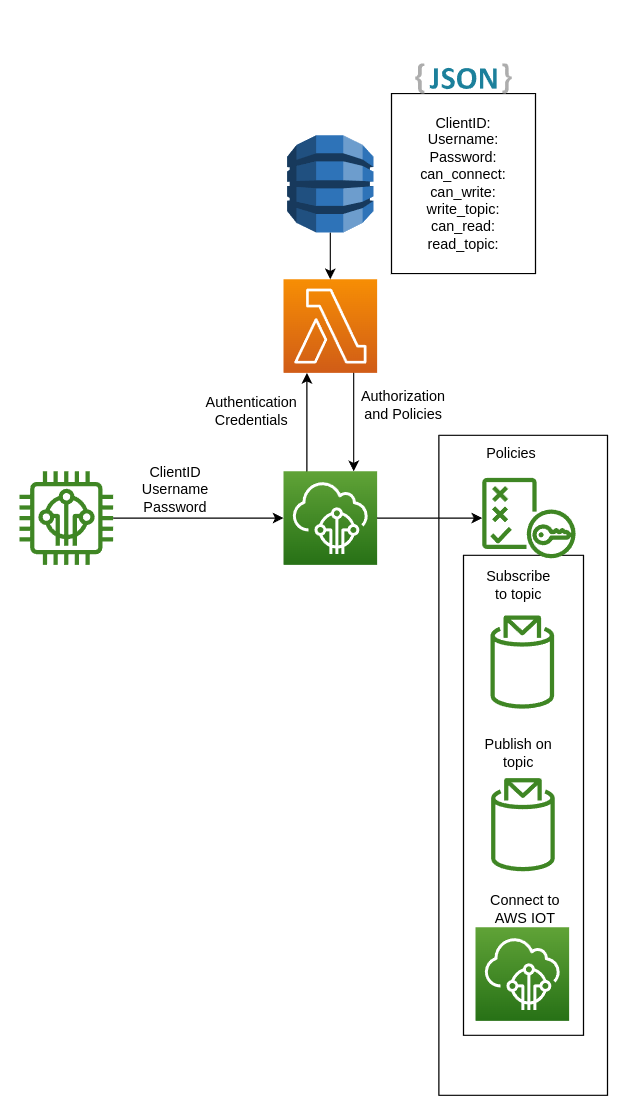 {JSON}
ClientID:
Username:
Password:
can_connect:
can_write:
write_topic:
can_read:
read_topic:
Authentication
Credentials
Authorization
and Policies
ClientID
Username
Password
Policies
Subscribe
to topic
Publish on
topic
Connect to
AWS IOT